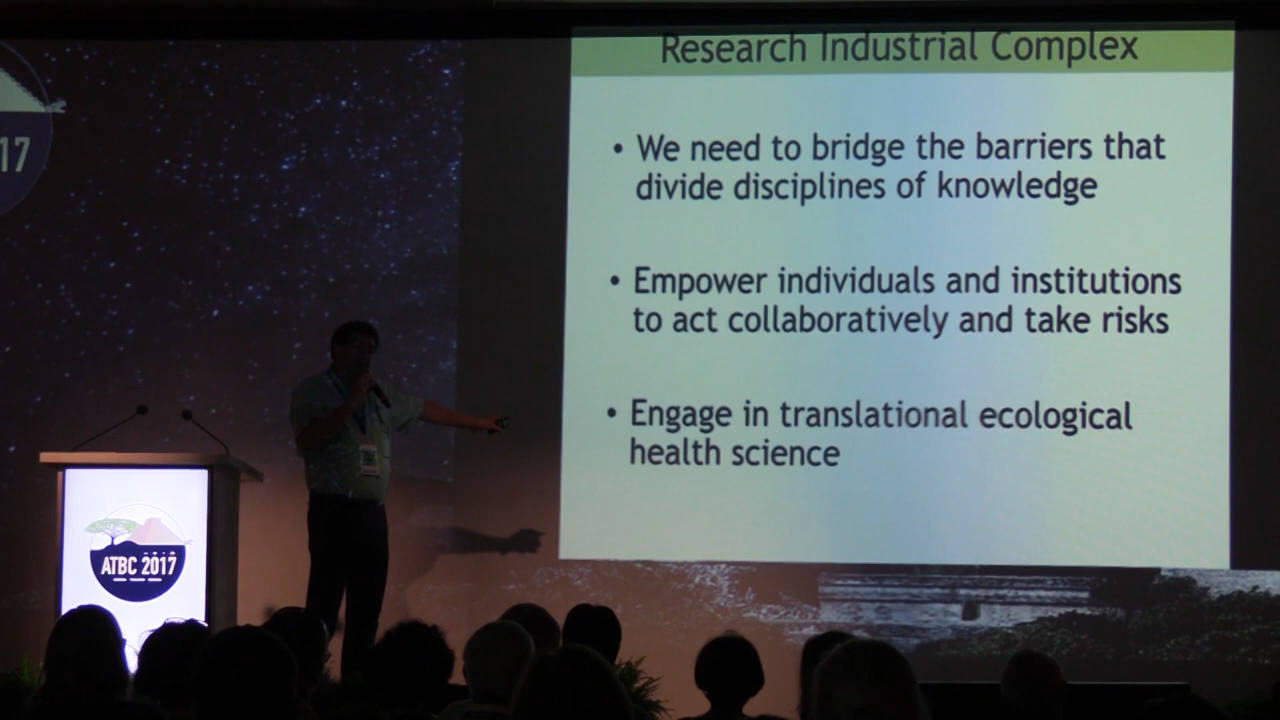 Research Industrial Complex
• We need to bridge the barriers that
divide disciplines of knowledge
• Empower individuals and institutions
to act collaboratively and take risks
• Engage in translational ecological
health science
17
ATBC 2017